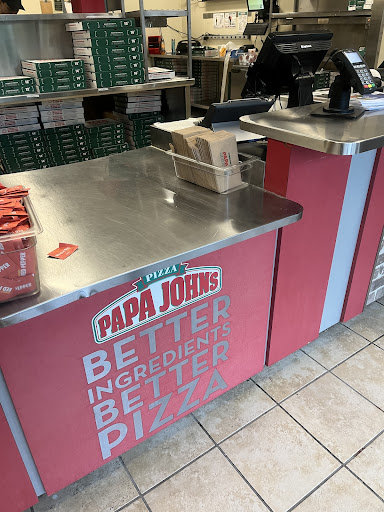 PIZZA
PAPA JOHNS
BETTER
INGREDIENTS
BETTER
PIZZA